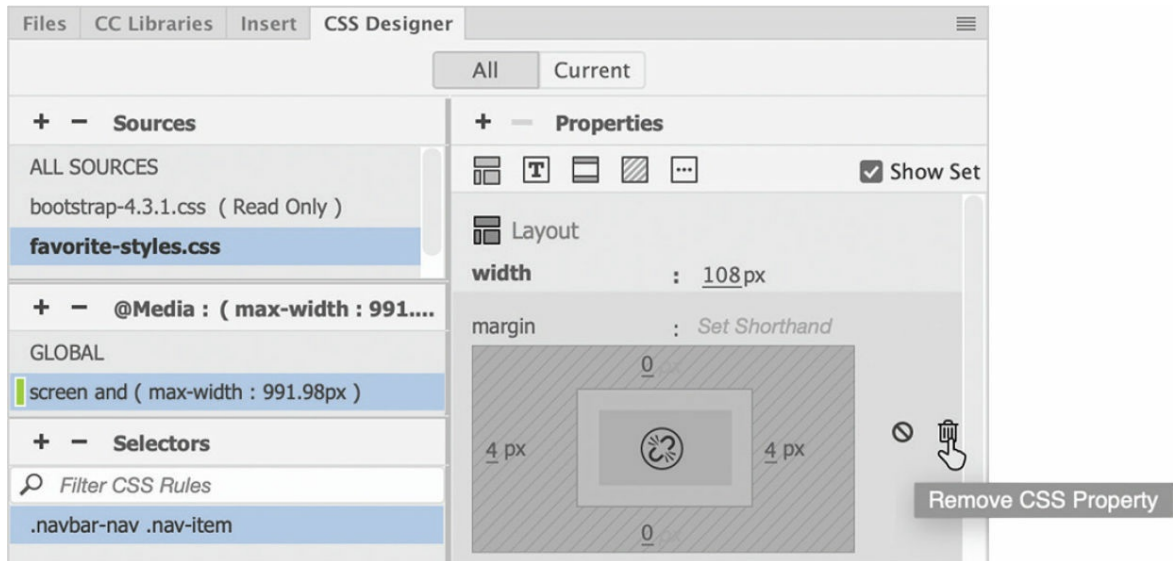 Files CC Libraries Insert CSS Designer
All Current
+ − Sources
ALL SOURCES
bootstrap-4.3.1.css ( Read Only )
favorite-styles.css
+ − @Media : ( max-width : 991....
GLOBAL
screen and ( max-width : 991.98px )
+ − Selectors
Filter CSS Rules
.navbar-nav .nav-item
+ − Properties
T ... Show Set
Layout
width : 108px
margin : Set Shorthand
0 px
4 px 4 px
0 px
Remove CSS Property